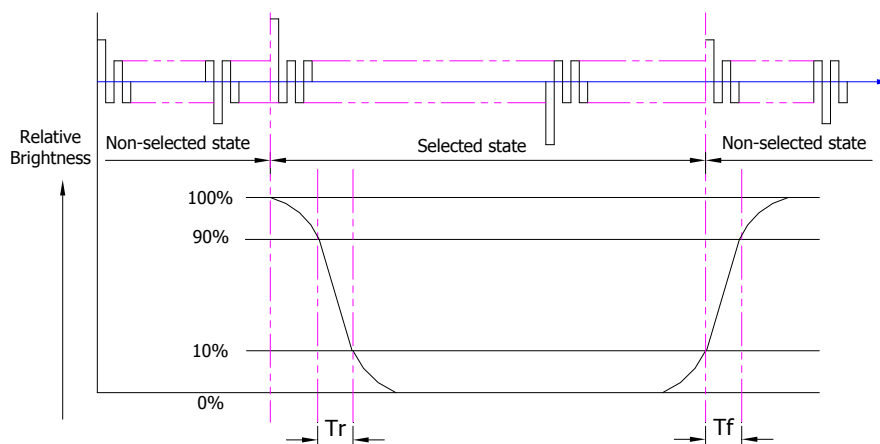 Relative
Brightness
Non-selected state
Selected state
Non-selected state
100%
90%
10%
0%
Tr
Tf